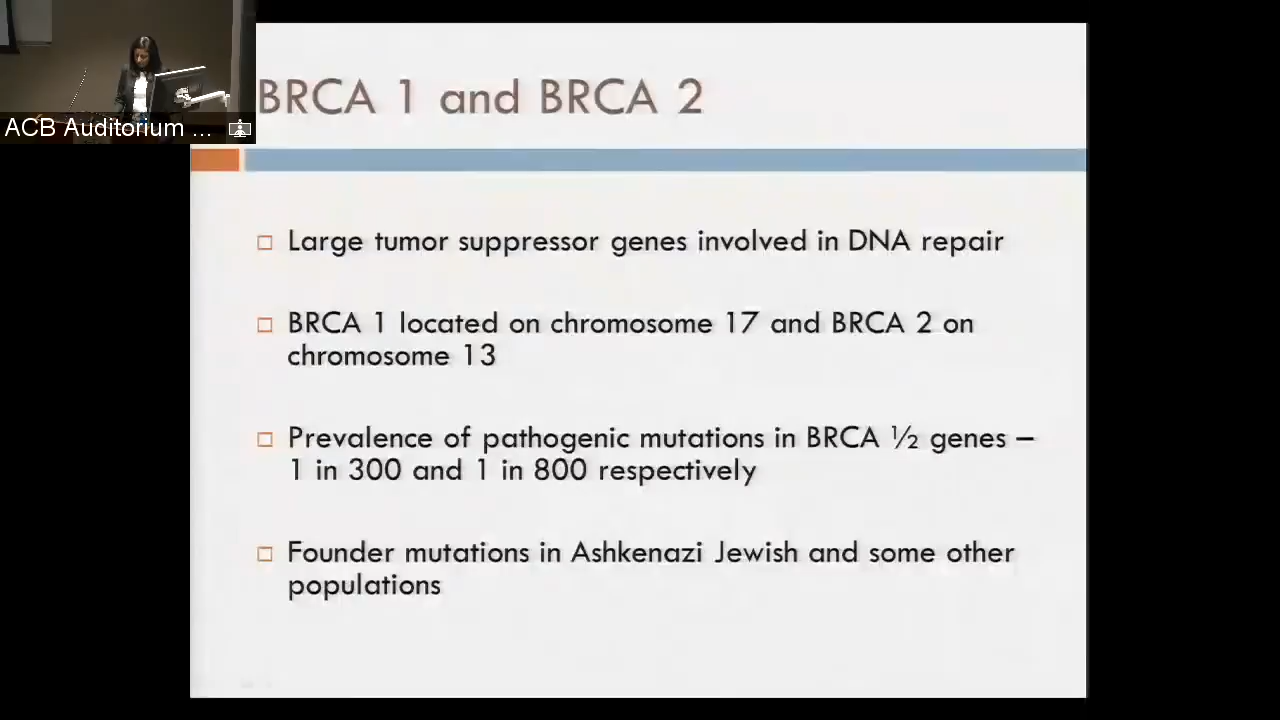 ACB Auditorium ...
BRCA 1 and BRCA 2
□ Large tumor suppressor genes involved in DNA repair
□ BRCA 1 located on chromosome 17 and BRCA 2 on
chromosome 13
□ Prevalence of pathogenic mutations in BRCA ½ genes –
1 in 300 and 1 in 800 respectively
□ Founder mutations in Ashkenazi Jewish and some other
populations